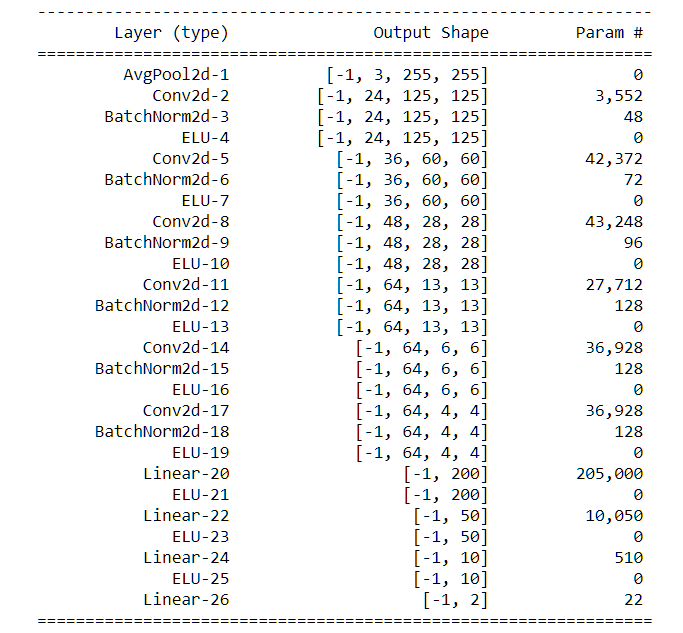 ----------------------------------------------------------------
Layer (type) Output Shape Param #
================================================================
AvgPool2d-1 [-1, 3, 255, 255] 0
Conv2d-2 [-1, 24, 125, 125] 3,552
BatchNorm2d-3 [-1, 24, 125, 125] 48
ELU-4 [-1, 24, 125, 125] 0
Conv2d-5 [-1, 36, 60, 60] 42,372
BatchNorm2d-6 [-1, 36, 60, 60] 72
ELU-7 [-1, 36, 60, 60] 0
Conv2d-8 [-1, 48, 28, 28] 43,248
BatchNorm2d-9 [-1, 48, 28, 28] 96
ELU-10 [-1, 48, 28, 28] 0
Conv2d-11 [-1, 64, 13, 13] 27,712
BatchNorm2d-12 [-1, 64, 13, 13] 128
ELU-13 [-1, 64, 13, 13] 0
Conv2d-14 [-1, 64, 6, 6] 36,928
BatchNorm2d-15 [-1, 64, 6, 6] 128
ELU-16 [-1, 64, 6, 6] 0
Conv2d-17 [-1, 64, 4, 4] 36,928
BatchNorm2d-18 [-1, 64, 4, 4] 128
ELU-19 [-1, 64, 4, 4] 0
Linear-20 [-1, 200] 205,000
ELU-21 [-1, 200] 0
Linear-22 [-1, 50] 10,050
ELU-23 [-1, 50] 0
Linear-24 [-1, 10] 510
ELU-25 [-1, 10] 0
Linear-26 [-1, 2] 22
================================================================